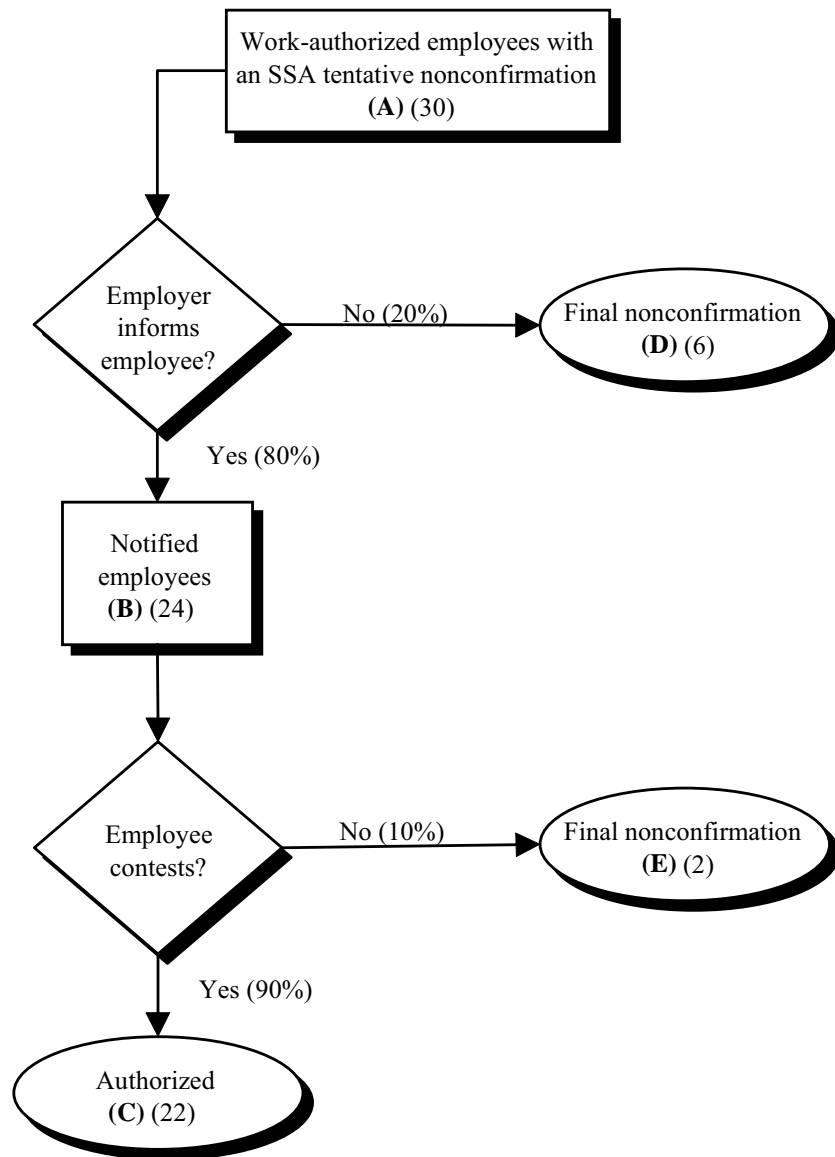 Work-authorized employees with
an SSA tentative nonconfirmation
(A) (30)
Employer
informs
employee?
No (20%)
Final nonconfirmation
(D) (6)
Yes (80%)
Notified
employees
(B) (24)
Employee
contests?
No (10%)
Final nonconfirmation
(E) (2)
Yes (90%)
Authorized
(C) (22)